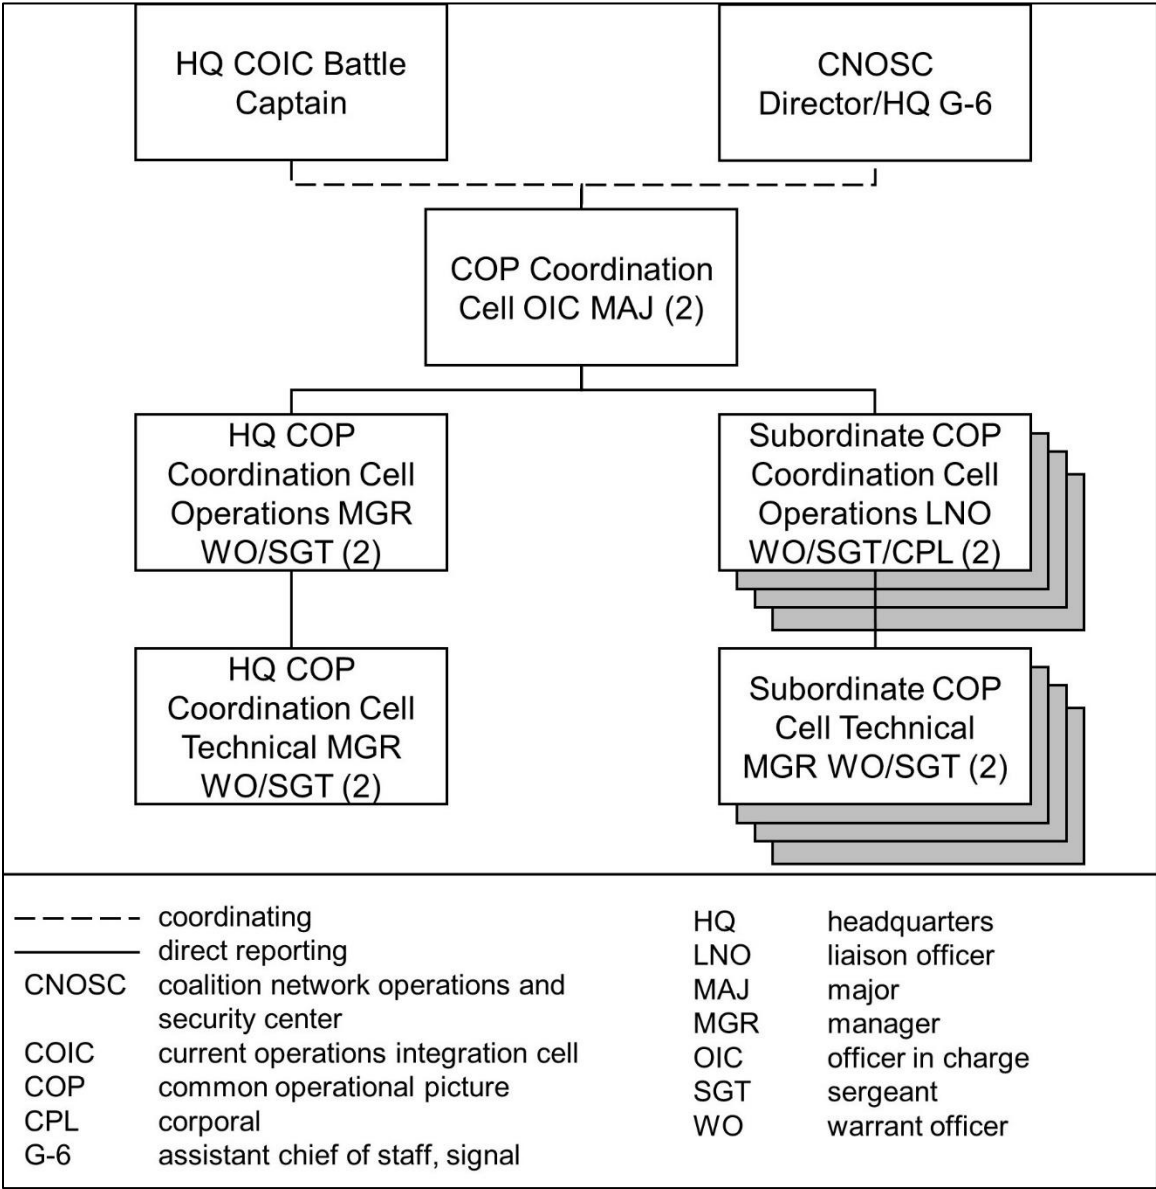 HQ COIC Battle
Captain
CNOSC
Director/HQ G-6
COP Coordination
Cell OIC MAJ (2)
HQ COP
Coordination Cell
Operations MGR
WO/SGT (2)
Subordinate COP
Coordination Cell
Operations LNO
WO/SGT/CPL (2)
HQ COP
Coordination Cell
Technical MGR
WO/SGT (2)
Subordinate COP
Cell Technical
MGR WO/SGT (2)
coordinating
direct reporting
CNOSC coalition network operations and
security center
COIC current operations integration cell
COP common operational picture
CPL corporal
G-6 assistant chief of staff, signal
HQ headquarters
LNO liaison officer
MAJ major
MGR manager
OIC officer in charge
SGT sergeant
WO warrant officer